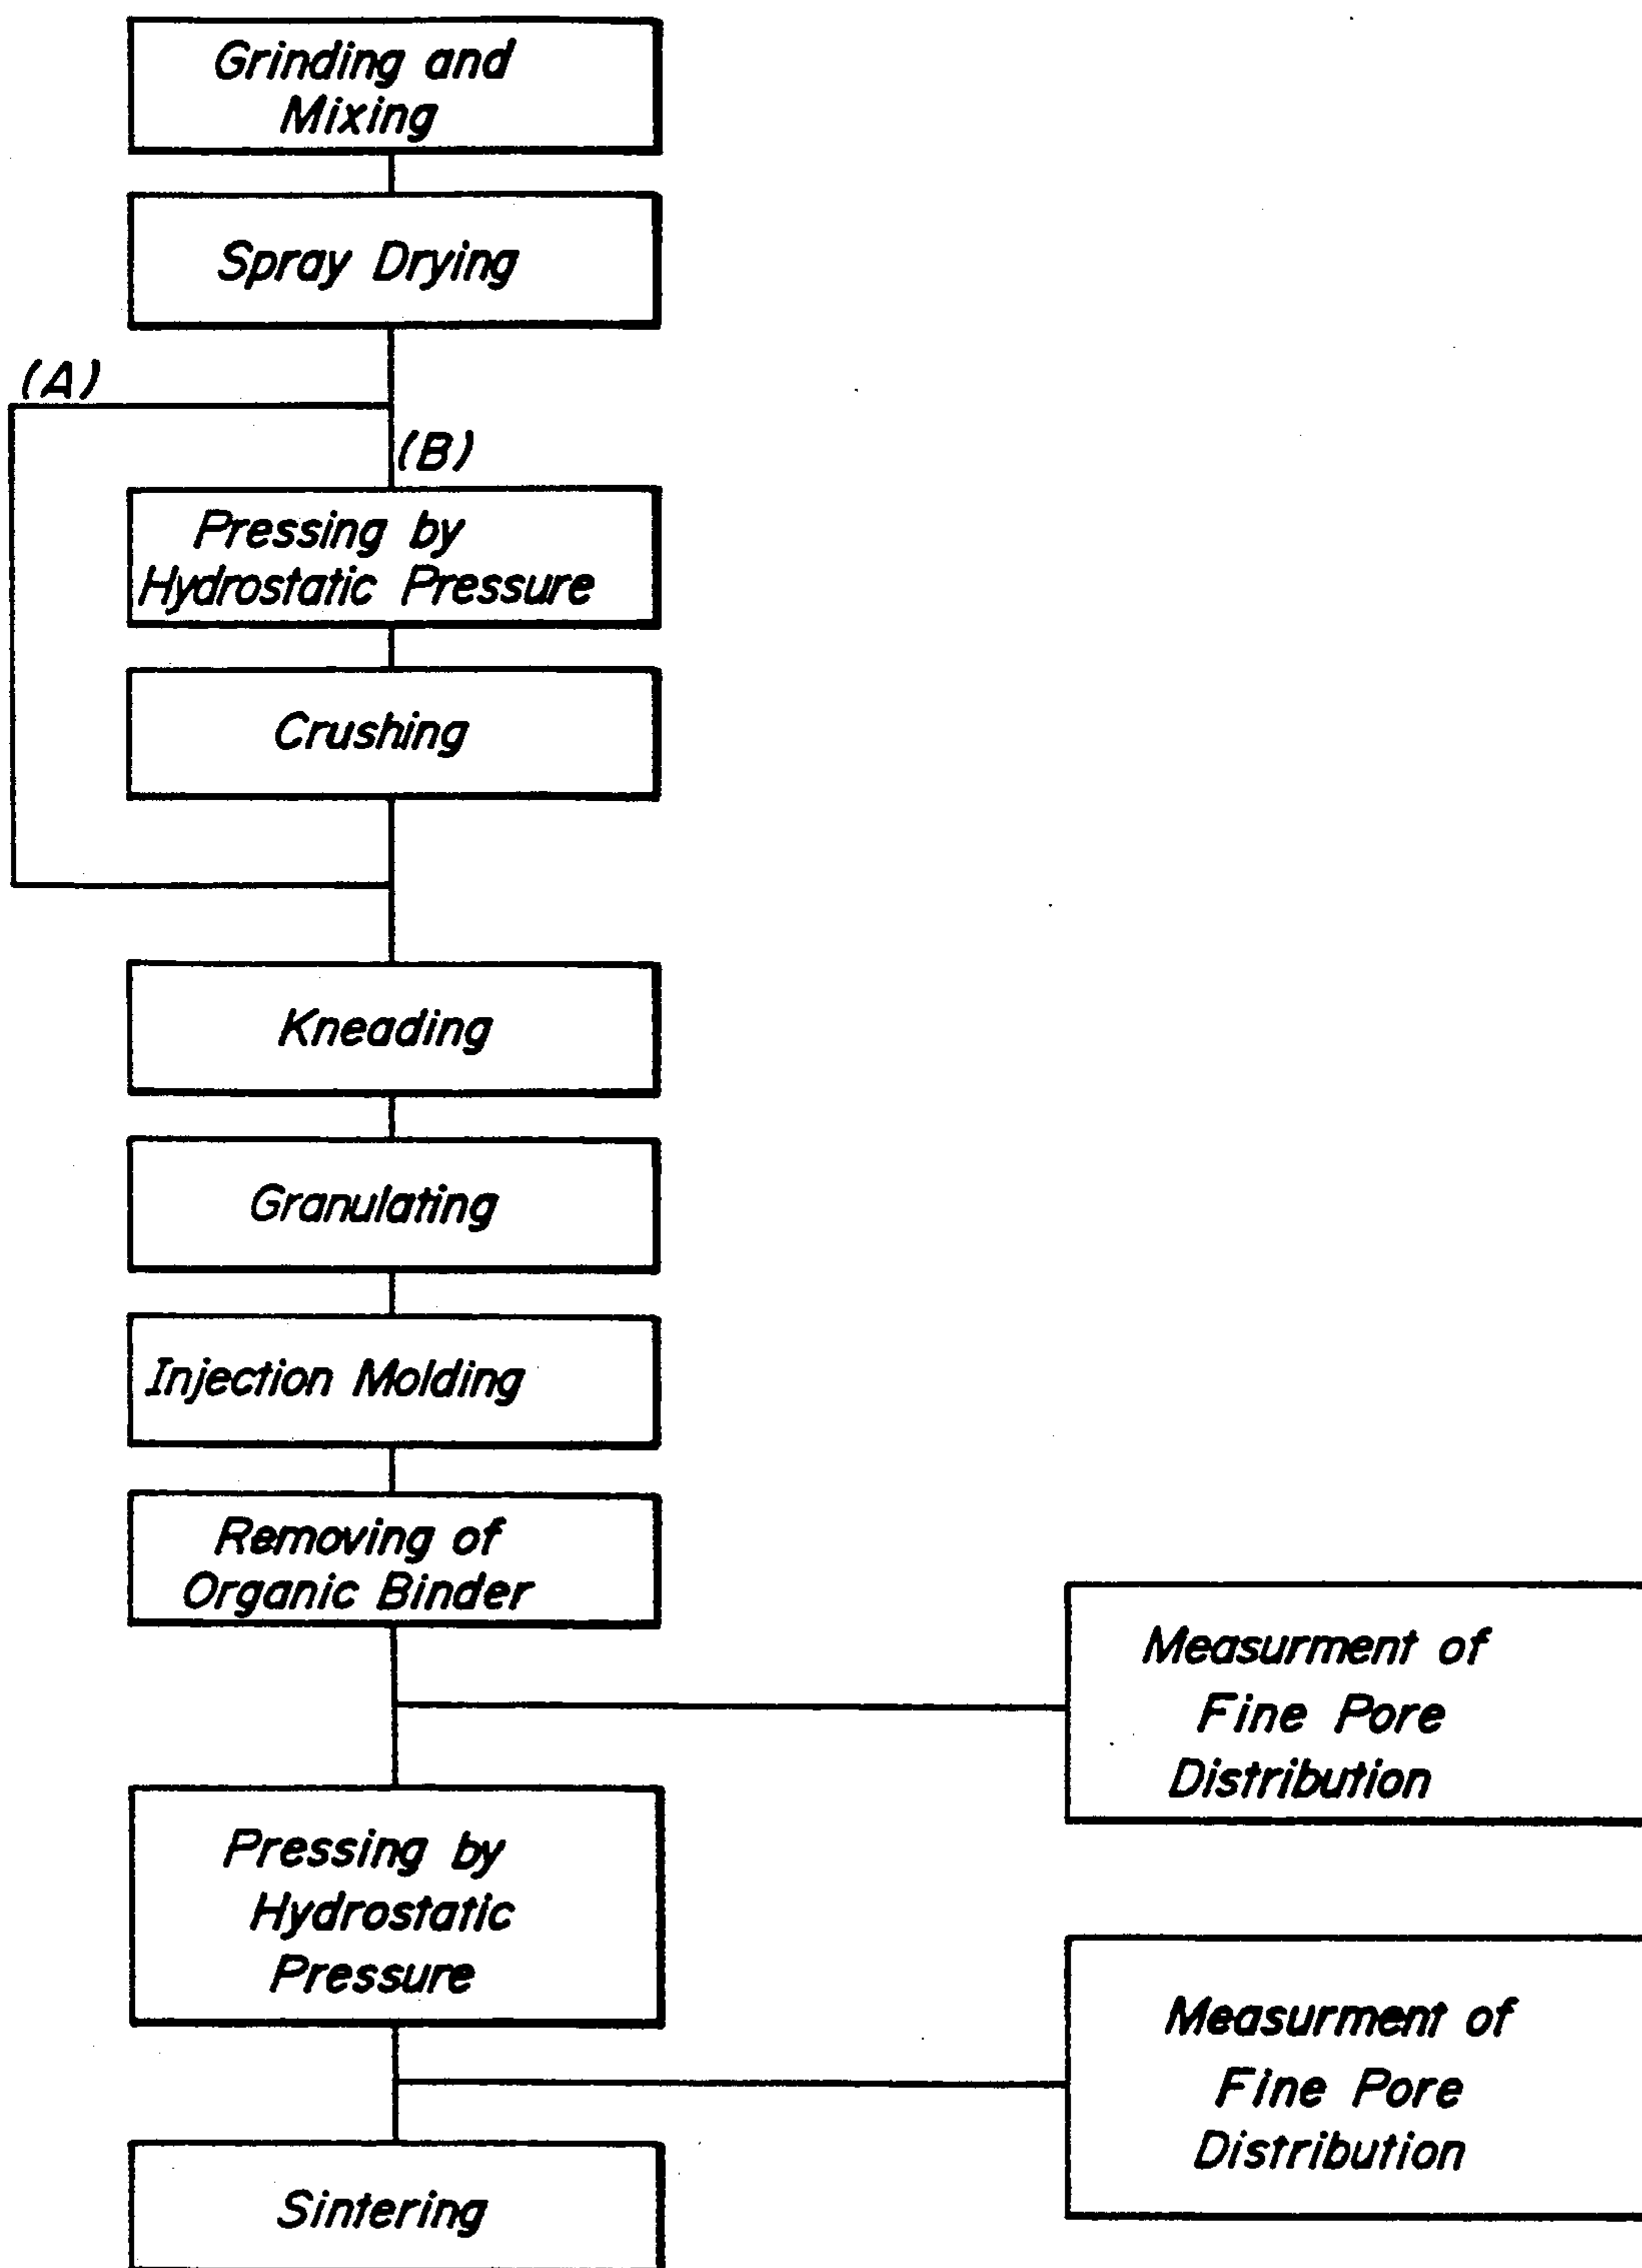 Grinding and
Mixing
Spray Drying
(A)
(B)
Pressing by
Hydrostatic Pressure
Crushing
Kneading
Granulating
Injection Molding
Removing of
Organic Binder
Measurment of
Fine Pore
Distribution
Pressing by
Hydrostatic
Pressure
Measurment of
Fine Pore
Distribution
Sintering